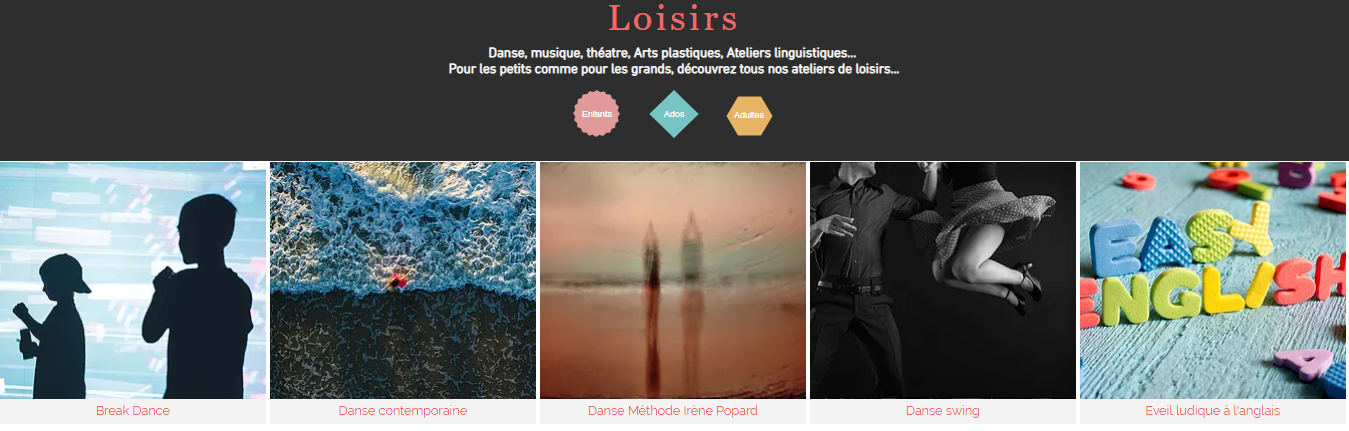 Loisirs
Danse, musique, théatre, Arts plastiques, Ateliers linguistiques...
Pour les petits comme pour les grands, découvrez tous nos ateliers de loisirs...
Enfants
Ados
Adultes
EASY
ENGLISH
A
Break Dance
Danse contemporaine
Danse Méthode Irène Popard
Danse swing
Eveil ludique à l'anglais